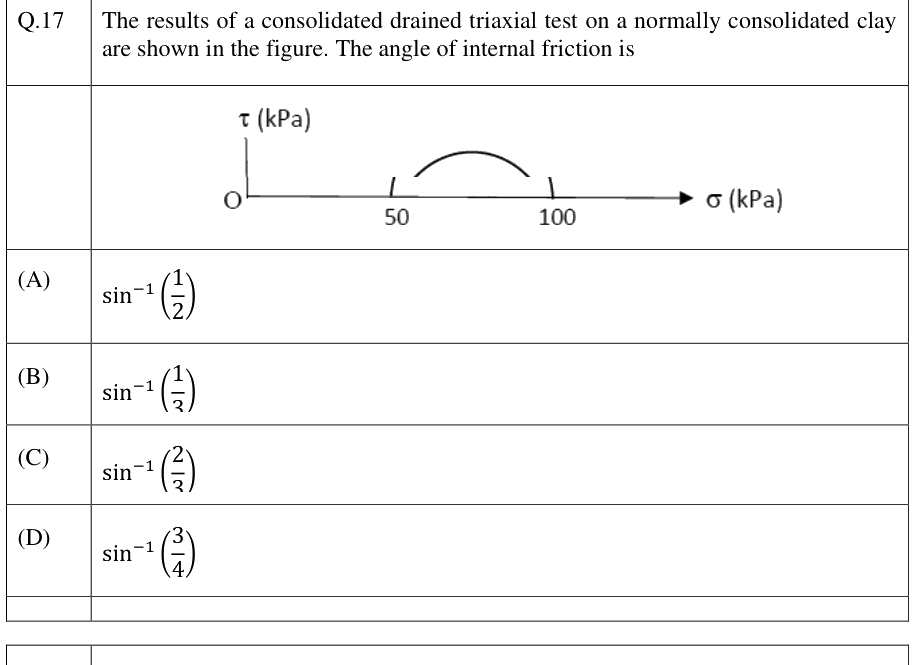 Q.17 The results of a consolidated drained triaxial test on a normally consolidated clay
are shown in the figure. The angle of internal friction is
τ (kPa)
O 50 100 σ (kPa)
(A) sin⁻¹(1/2)
(B) sin⁻¹(1/3)
(C) sin⁻¹(2/3)
(D) sin⁻¹(3/4)